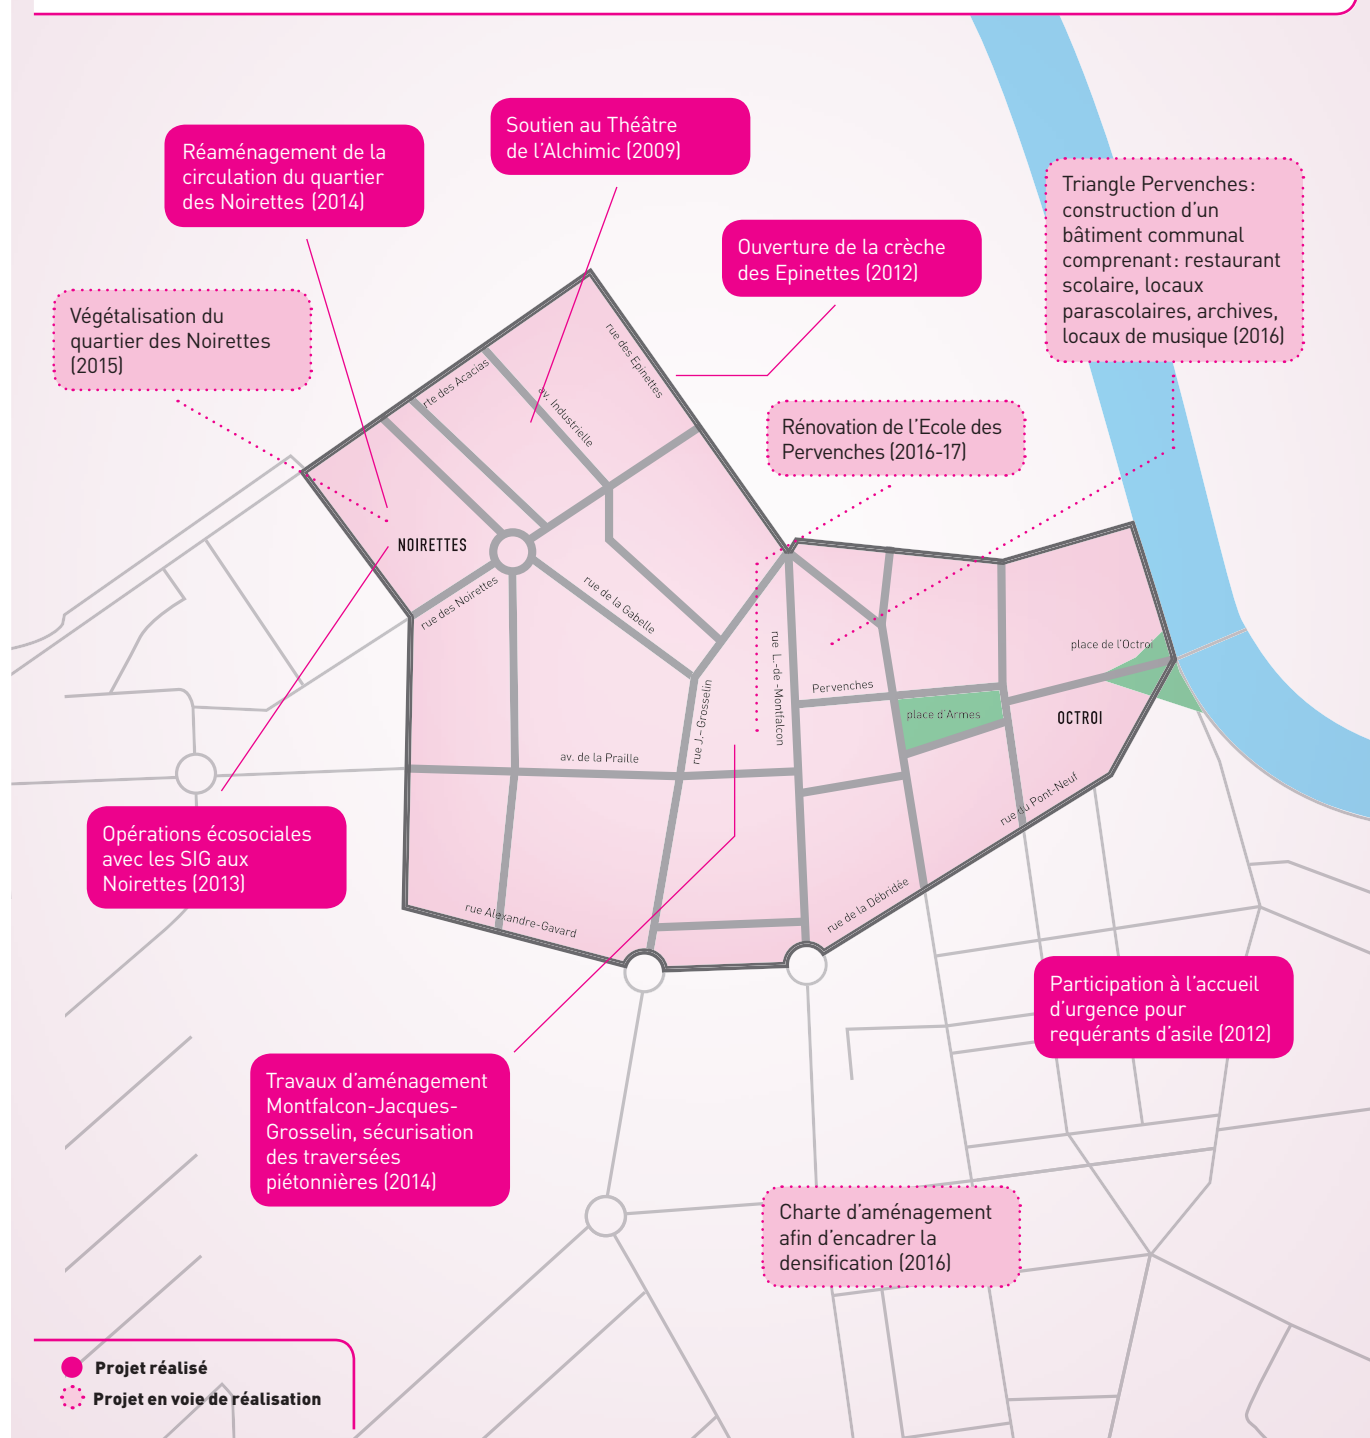 Soutien au Théâtre
de l'Alchimic (2009)
Réaménagement de la
circulation du quartier
des Noirettes (2014)
Triangle Pervenches :
construction d'un
bâtiment communal
comprenant : restaurant
scolaire, locaux
parascolaires, archives,
locaux de musique (2016)
Ouverture de la crèche
des Epinettes (2012)
Végétalisation du
quartier des Noirettes
(2015)
rue des Epinettes
rte des Acacias
av. Industrielle
Rénovation de l'Ecole des
Pervenches (2016-17)
NOIRETTES
rue des Noirettes
rue de la Gabelle
rue J.-Grosselin
rue L.-de-Montfalcon
place de l'Octroi
Pervenches
place d'Armes
OCTROI
av. de la Praille
rue du Pont-Neuf
Opérations écosociales
avec les SIG aux
Noirettes (2013)
rue Alexandre-Gavard
rue de la Débridée
Participation à l'accueil
d'urgence pour
requérants d'asile (2012)
Travaux d'aménagement
Montfalcon-Jacques-
Grosselin, sécurisation
des traversées
piétonnières (2014)
Charte d'aménagement
afin d'encadrer la
densification (2016)
Projet réalisé
Projet en voie de réalisation